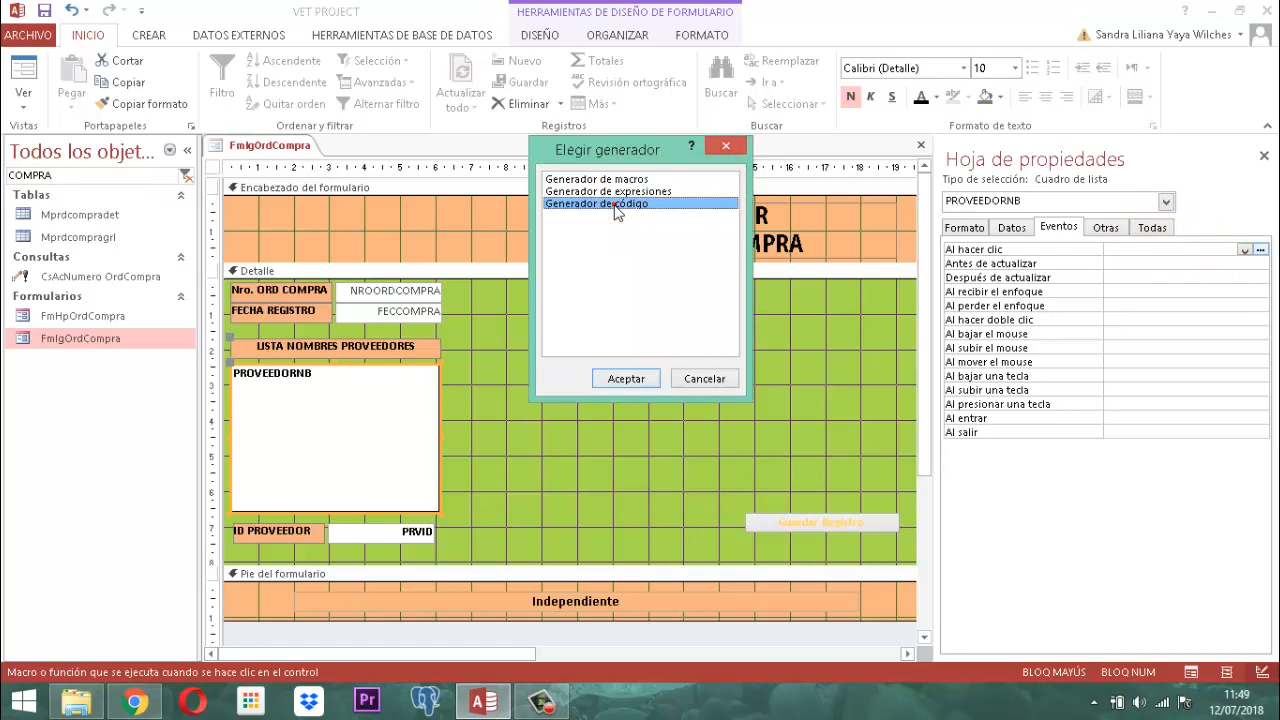 VET PROJECT
HERRAMIENTAS DE DISEÑO DE FORMULARIO
ARCHIVO INICIO CREAR DATOS EXTERNOS HERRAMIENTAS DE BASE DE DATOS DISEÑO ORGANIZAR FORMATO Sandra Liliana Yaya Wilches
Ver
Vistas
Pegar
Cortar
Copiar
Copiar formato
Portapapeles
Filtro
Ascendente
Descendente
Quitar orden
Selección
Avanzadas
Alternar filtro
Ordenar y filtrar
Actualizar todo
Nuevo
Guardar
Eliminar
Totales
Revisión ortográfica
Más
Registros
Buscar
Reemplazar
Ir a
Seleccionar
Buscar
Calibri (Detalle) 10
N K S A
Formato de texto
Todos los objet...
COMPRA
Tablas
Mprdcompradet
Mprdcompragrl
Consultas
CsAcNumero OrdCompra
Formularios
FmHpOrdCompra
FmIgOrdCompra
FmIgOrdCompra
Encabezado del formulario
R
MPRA
Detalle
Nro. ORD COMPRA NROORDCOMPRA
FECHA REGISTRO FECCOMPRA
LISTA NOMBRES PROVEEDORES
PROVEEDORNB
ID PROVEEDOR PRVID
Guardar Registro
Pie del formulario
Independiente
Elegir generador
Generador de macros
Generador de expresiones
Generador de código
Aceptar Cancelar
Hoja de propiedades
Tipo de selección: Cuadro de lista
PROVEEDORNB
Formato Datos Eventos Otras Todas
Al hacer clic
Antes de actualizar
Después de actualizar
Al recibir el enfoque
Al perder el enfoque
Al hacer doble clic
Al bajar el mouse
Al subir el mouse
Al mover el mouse
Al bajar una tecla
Al subir una tecla
Al presionar una tecla
Al entrar
Al salir
Macro o función que se ejecuta cuando se hace clic en el control BLOQ MAYÚS BLOQ NUM
Pr
11:49
12/07/2018